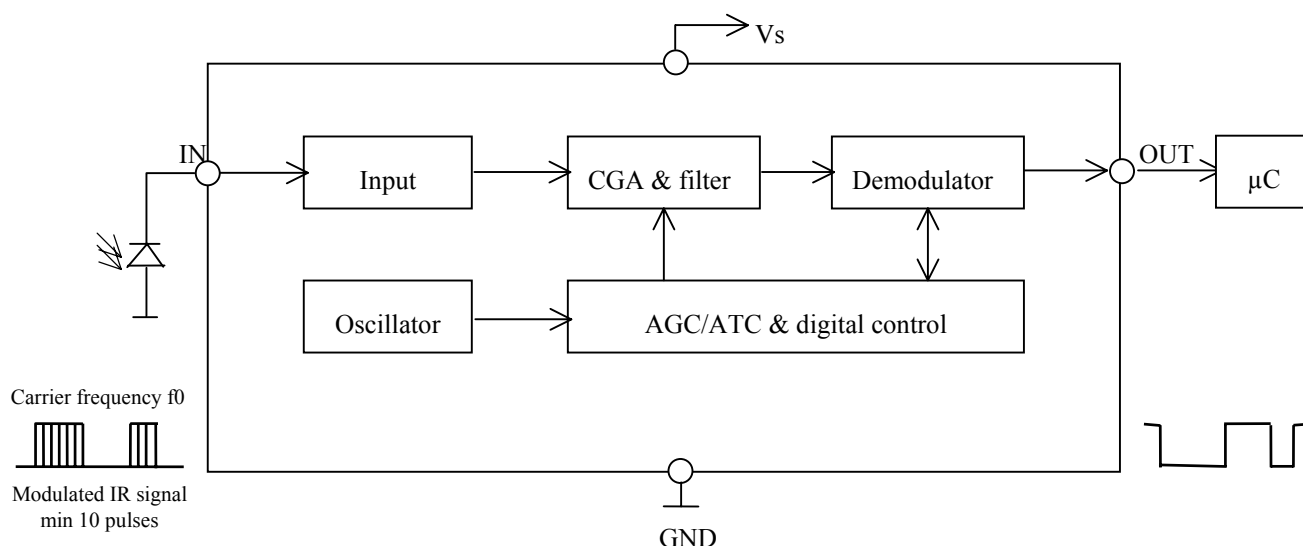 Vs
IN
OUT
Input
CGA & filter
Demodulator
µC
Oscillator
AGC/ATC & digital control
Carrier frequency f0
Modulated IR signal
min 10 pulses
GND